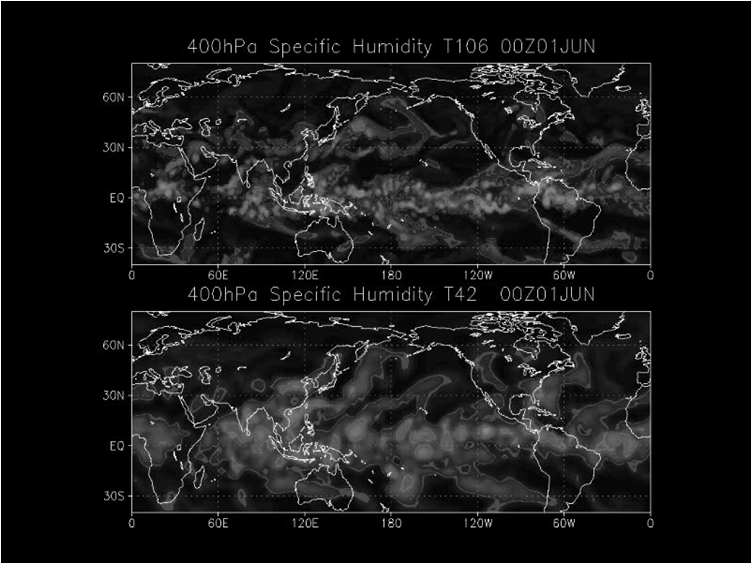 400hPa Specific Humidity T106 00Z01JUN
60N
30N
EQ
30S
0 60E 120E 180 120W 60W 0
400hPa Specific Humidity T42 00Z01JUN
60N
30N
EQ
30S
0 60E 120E 180 120W 60W 0